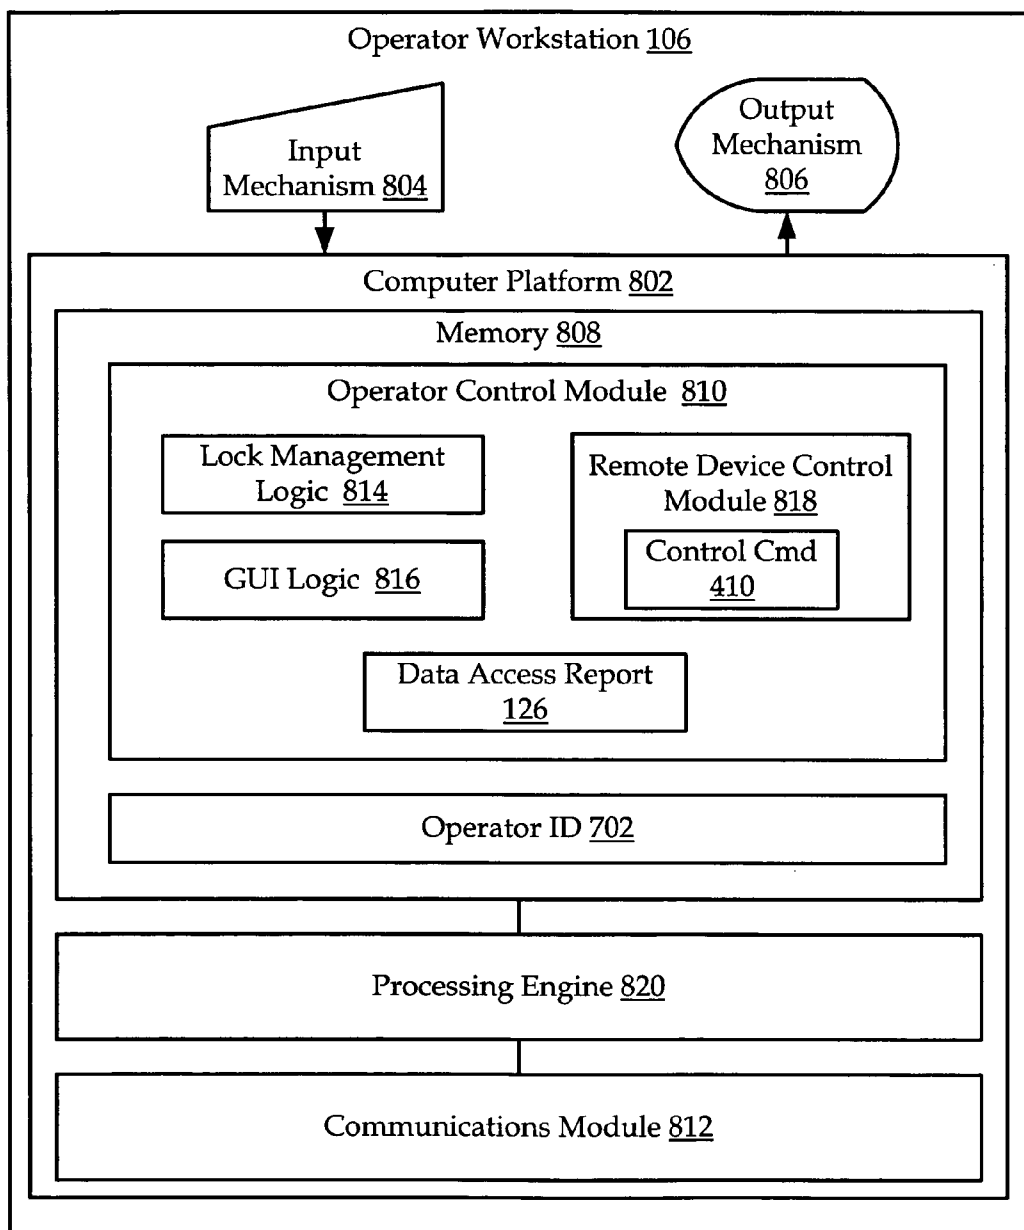 Operator Workstation 106
Input
Mechanism 804
Output
Mechanism
806
Computer Platform 802
Memory 808
Operator Control Module 810
Lock Management
Logic 814
Remote Device Control
Module 818
Control Cmd
410
GUI Logic 816
Data Access Report
126
Operator ID 702
Processing Engine 820
Communications Module 812